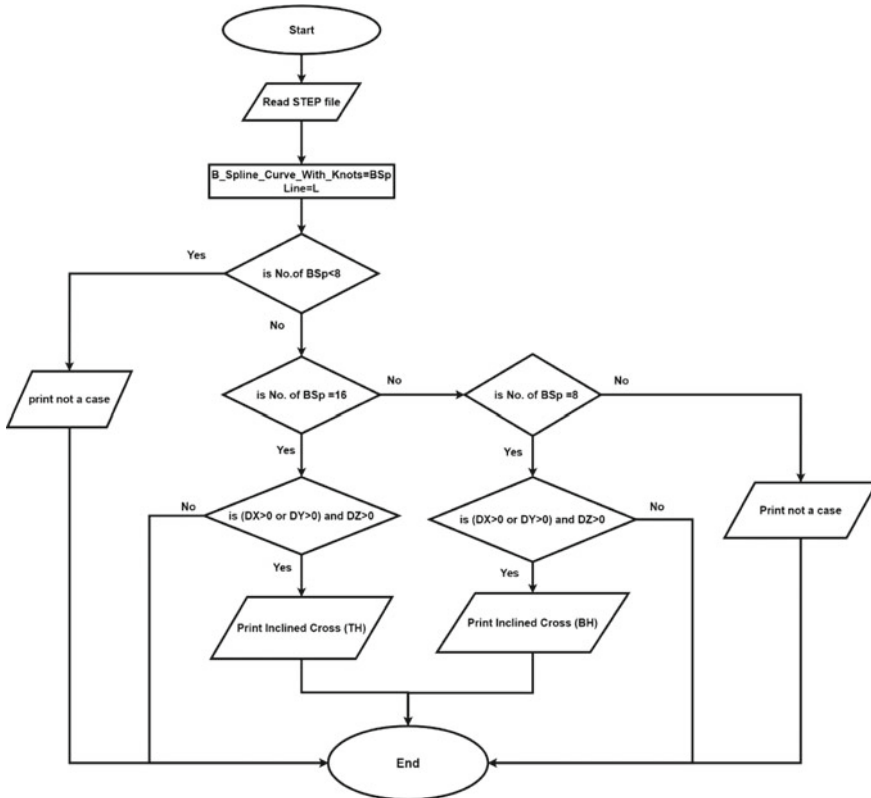 Start
Read STEP file
B_Spline_Curve_With_Knots=BSp
Line=L
Yes
is No.of BSp<8
No
print not a case
is No. of BSp =16
No
is No. of BSp =8
No
Yes
Yes
No
is (DX>0 or DY>0) and DZ>0
is (DX>0 or DY>0) and DZ>0
No
Print not a case
Yes
Yes
Print Inclined Cross (TH)
Print Inclined Cross (BH)
End